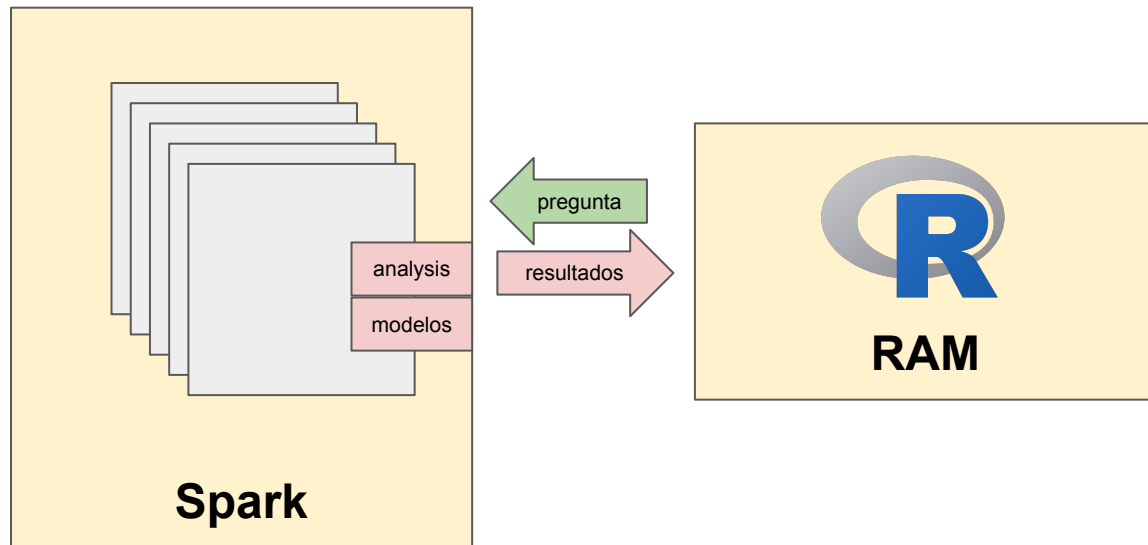 pregunta
analysis
resultados
modelos
R
RAM
Spark